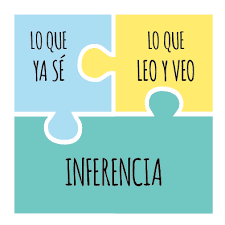 LO QUE
YA SÉ
LO QUE
LEO Y VEO
INFERENCIA